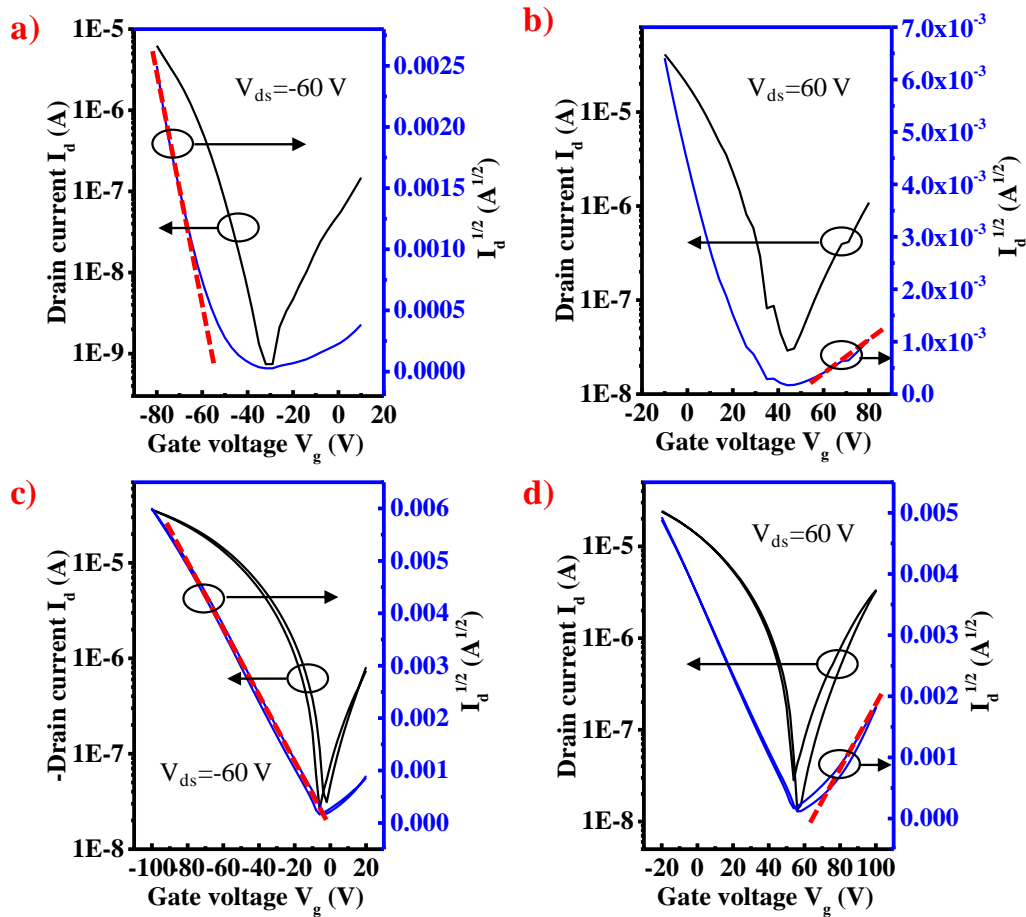 a)
V_ds=-60 V
Drain current I_d (A)
1E-5
1E-6
1E-7
1E-8
1E-9
0.0025
0.0020
0.0015
0.0010
0.0005
0.0000
I_d^1/2 (A^1/2)
-80 -60 -40 -20 0 20
Gate voltage V_g (V)
b)
V_ds=60 V
Drain current I_d (A)
1E-5
1E-6
1E-7
1E-8
7.0x10^-3
6.0x10^-3
5.0x10^-3
4.0x10^-3
3.0x10^-3
2.0x10^-3
1.0x10^-3
0.0
I_d^1/2 (A^1/2)
-20 0 20 40 60 80
Gate voltage V_g (V)
c)
V_ds=-60 V
-Drain current I_d (A)
1E-5
1E-6
1E-7
1E-8
0.006
0.005
0.004
0.003
0.002
0.001
0.000
I_d^1/2 (A^1/2)
-100 -80 -60 -40 -20 0 20
Gate voltage V_g (V)
d)
V_ds=60 V
Drain current I_d (A)
1E-5
1E-6
1E-7
1E-8
0.005
0.004
0.003
0.002
0.001
0.000
I_d^1/2 (A^1/2)
-20 0 20 40 60 80 100
Gate voltage V_g (V)